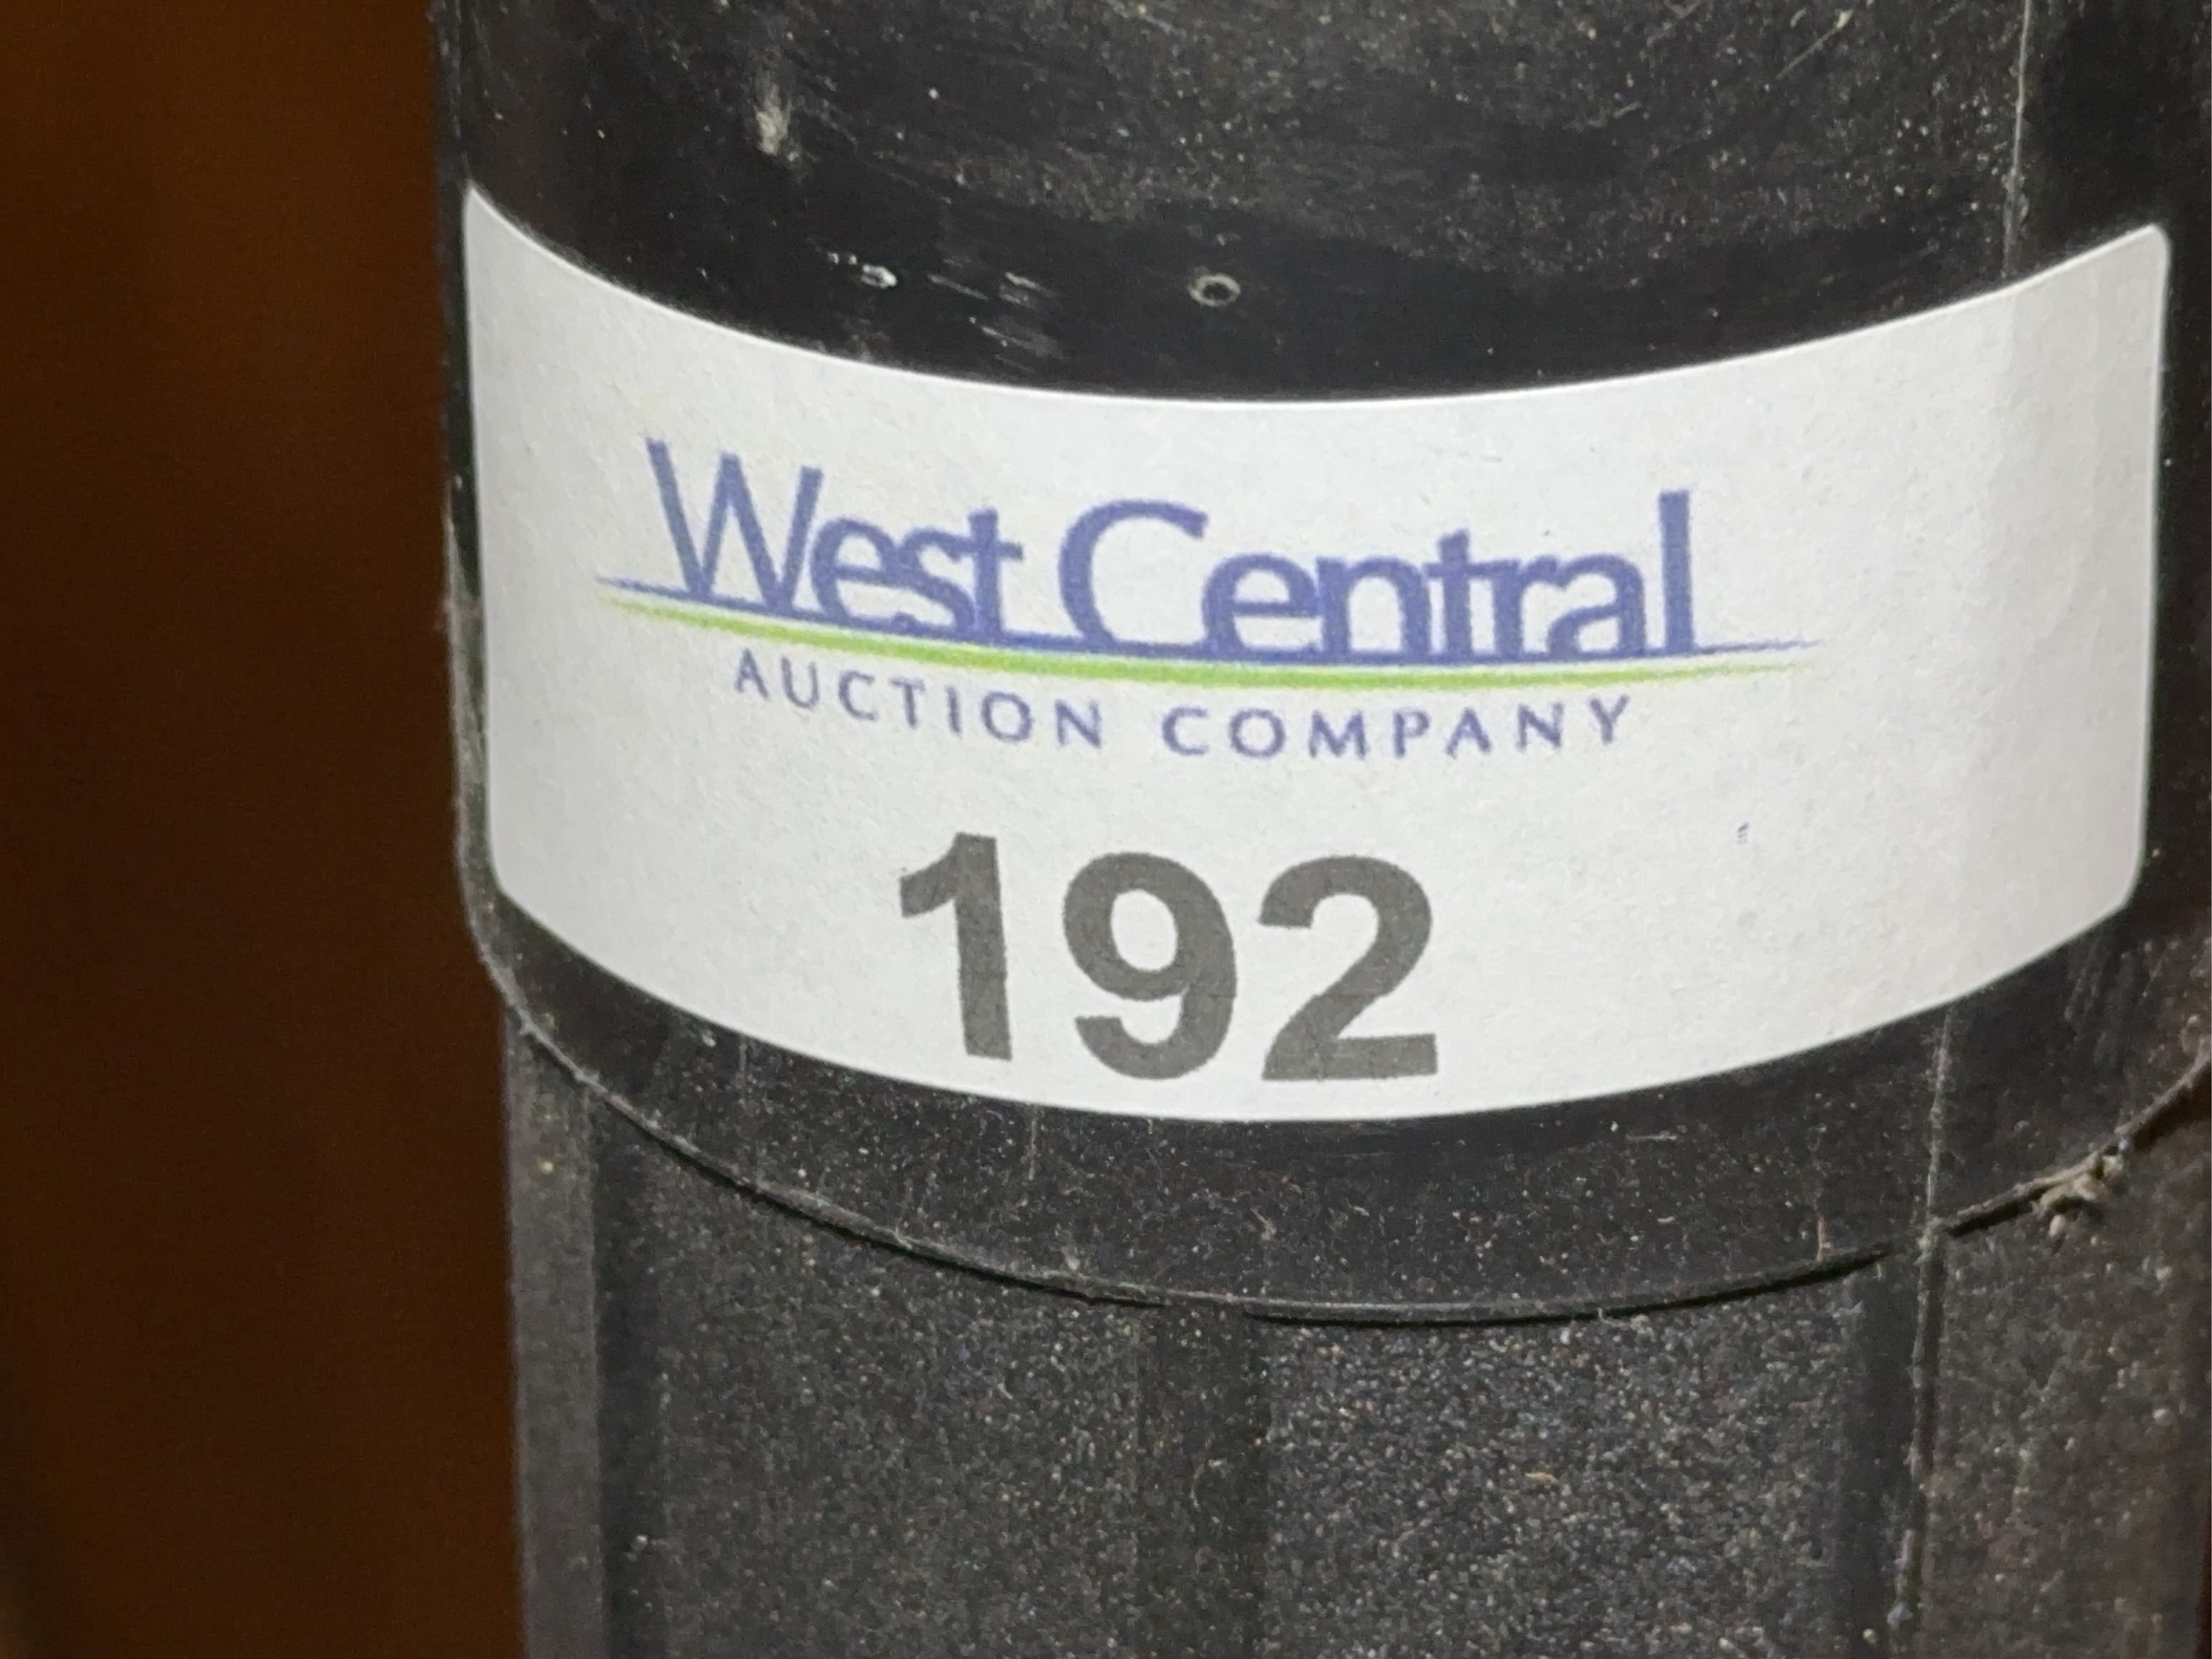 West Central
AUCTION COMPANY
192